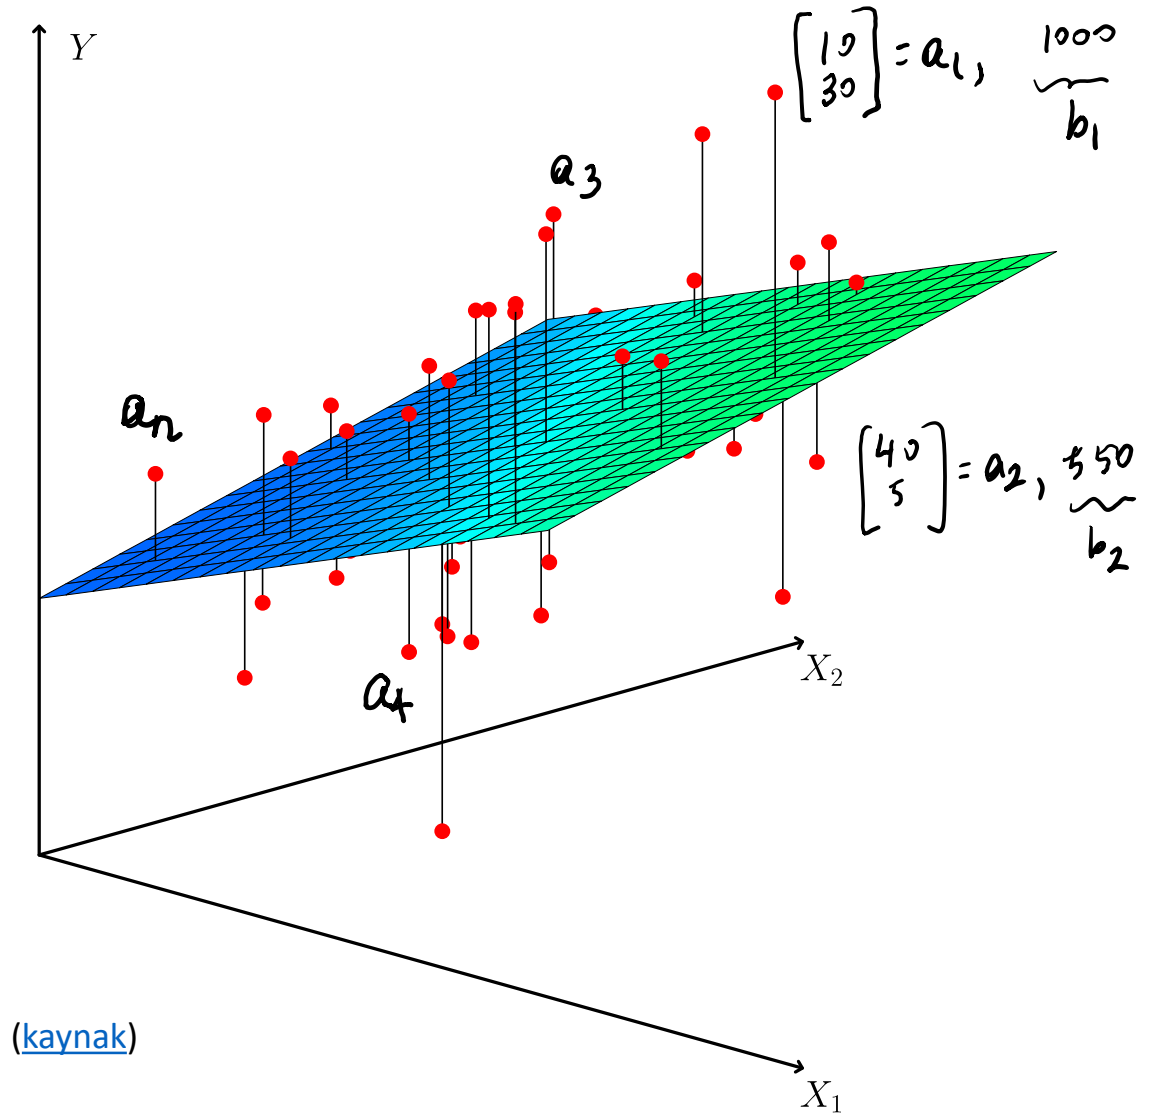 Y
[10 30] = a1, 1000
b1
a3
an
[40 5] = a2, 550
b2
X2
a4
(kaynak)
X1